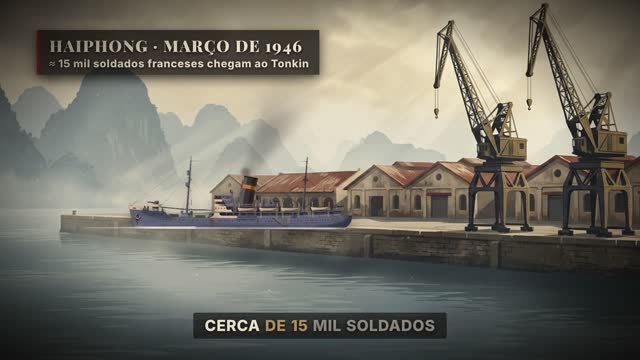 HAIPHONG · MARÇO DE 1946
≈ 15 mil soldados franceses chegam ao Tonkin
CERCA DE 15 MIL SOLDADOS